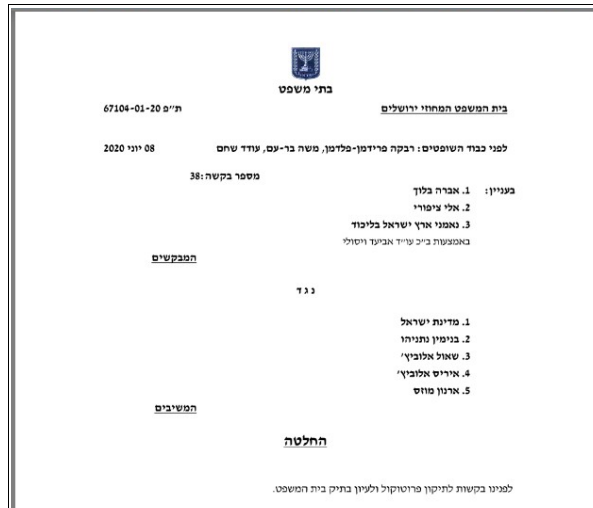 בתי משפט
בית המשפט המחוזי ירושלים ת"פ 67104-01-20
לפני כבוד השופטים: רבקה פרידמן-פלדמן, משה בר-עם, עודד שחם 08 יוני 2020
מספר בקשה:38
בעניין: 1. אברה בלוך
2. אלי ציפורי
3. נאמני ארץ ישראל בליכוד
באמצעות ב"כ עו"ד אביעד ויסולי
המבקשים
נגד
1. מדינת ישראל
2. בנימין נתניהו
3. שאול אלוביץ'
4. איריס אלוביץ'
5. ארנון מוזס
המשיבים
החלטה
לפנינו בקשות לתיקון פרוטוקול ולעיון בתיק בית המשפט.